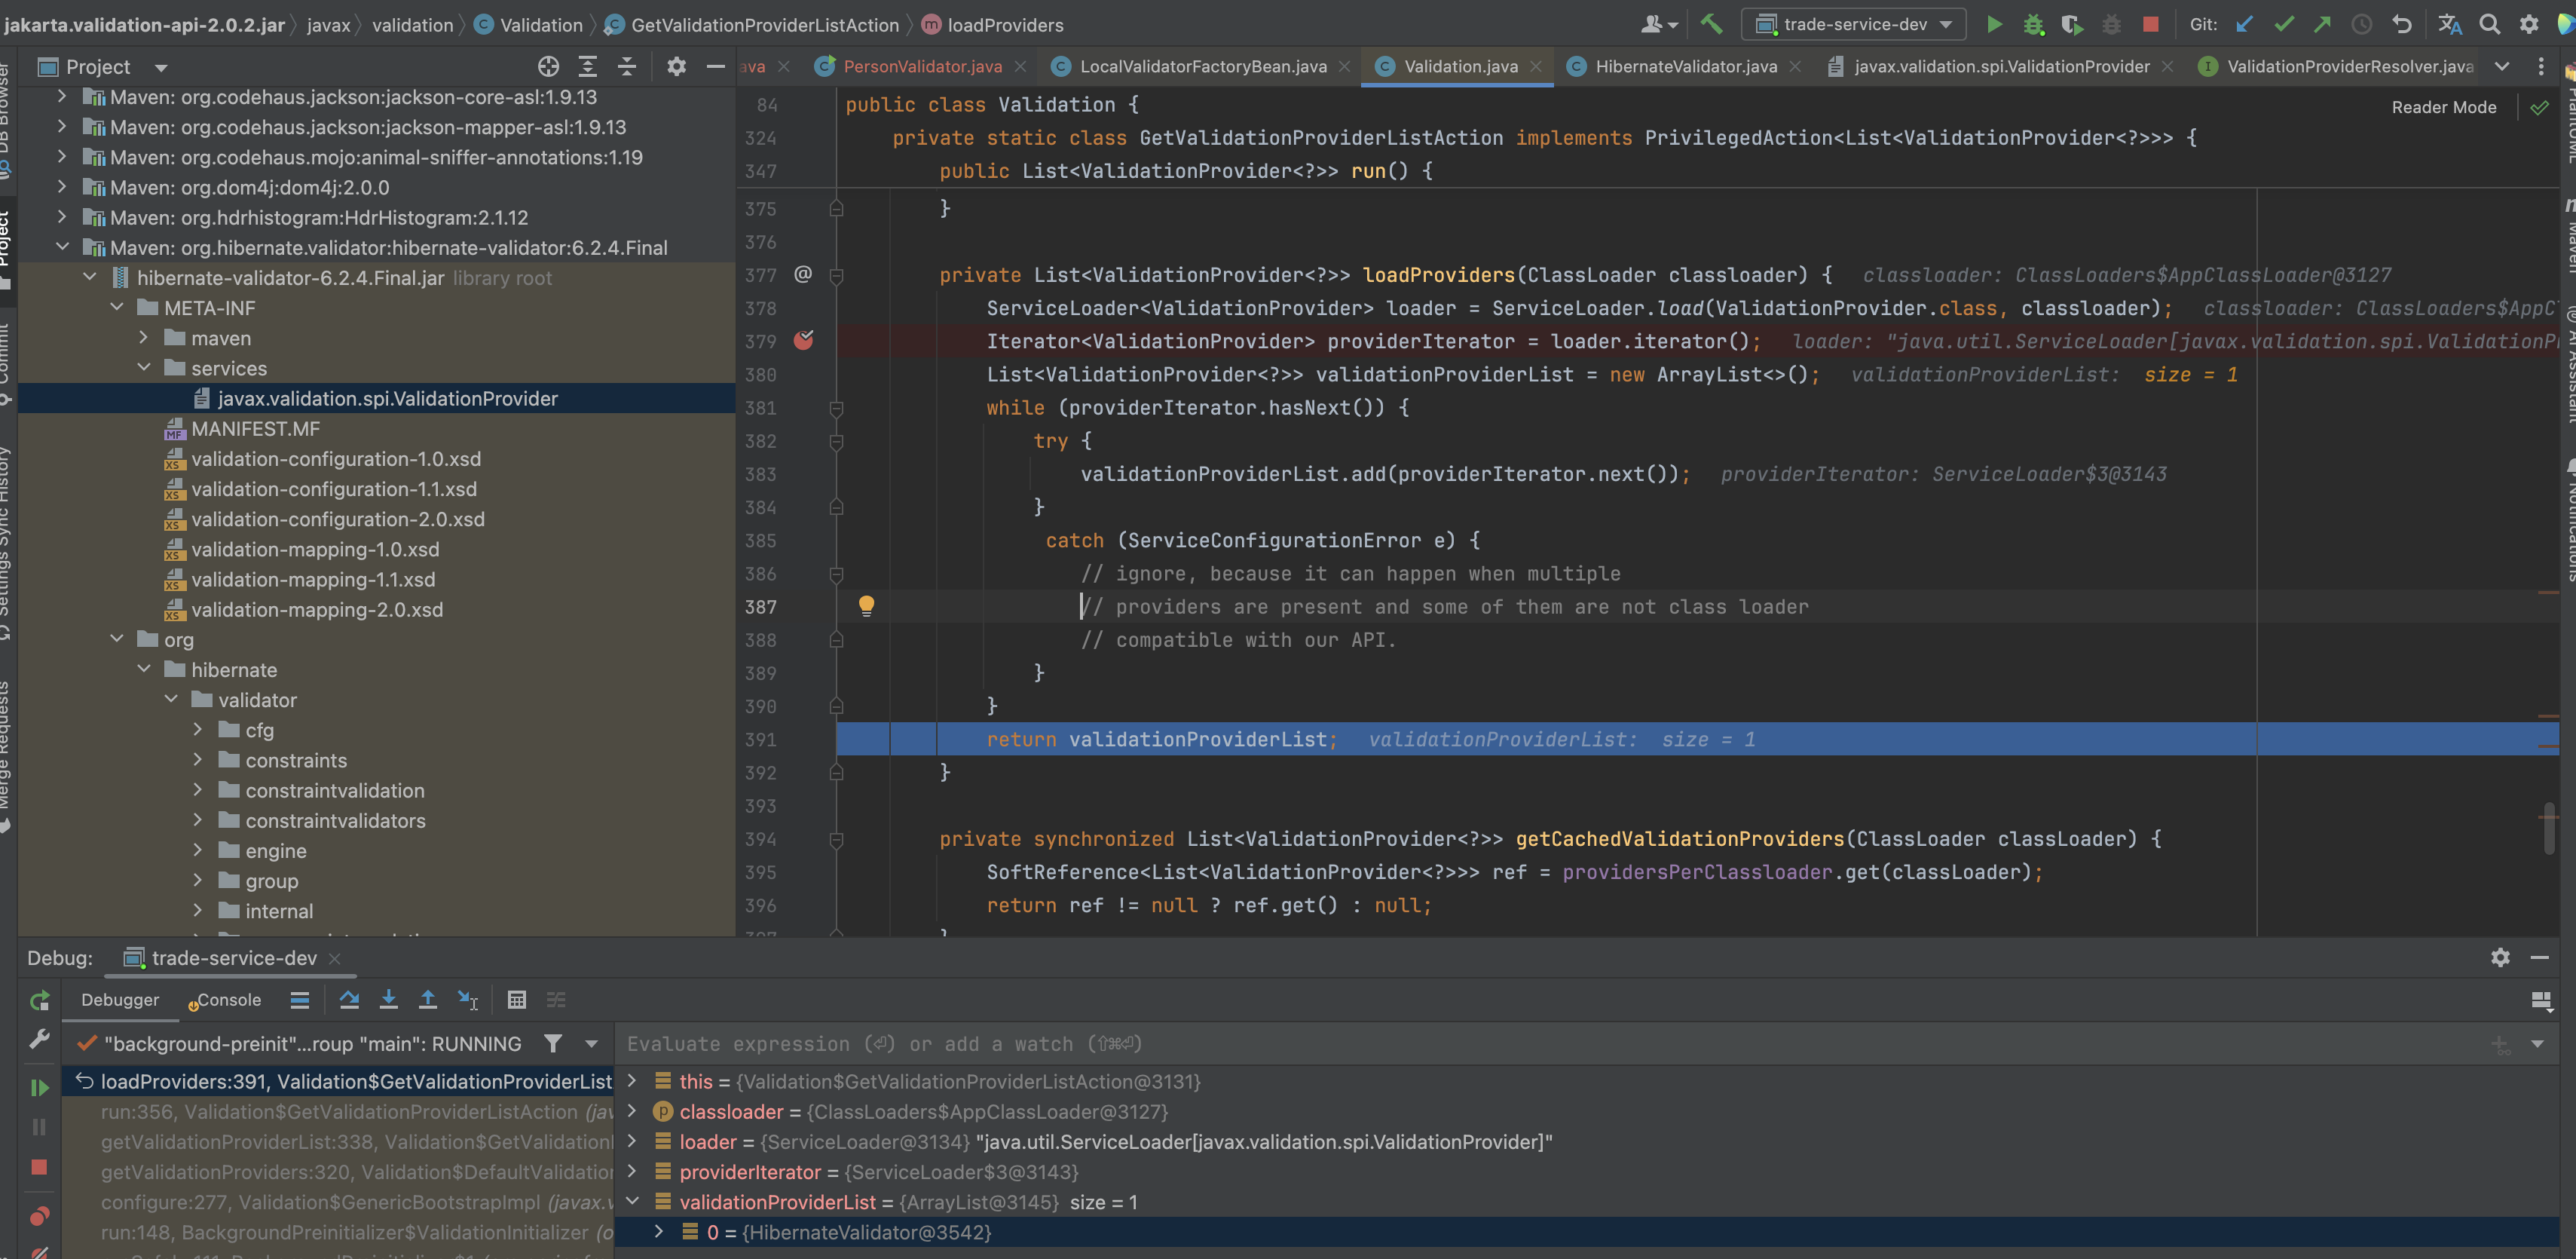 jakarta.validation-api-2.0.2.jar javax validation Validation GetValidationProviderListAction loadProviders
trade-service-dev
Git:
Project
ava
PersonValidator.java
LocalValidatorFactoryBean.java
Validation.java
HibernateValidator.java
javax.validation.spi.ValidationProvider
ValidationProviderResolver.java
DB Browser
Project
Commit
Settings Sync History
Merge Requests
Maven: org.codehaus.jackson:jackson-core-asl:1.9.13
Maven: org.codehaus.jackson:jackson-mapper-asl:1.9.13
Maven: org.codehaus.mojo:animal-sniffer-annotations:1.19
Maven: org.dom4j:dom4j:2.0.0
Maven: org.hdrhistogram:HdrHistogram:2.1.12
Maven: org.hibernate.validator:hibernate-validator:6.2.4.Final
hibernate-validator-6.2.4.Final.jar library root
META-INF
maven
services
javax.validation.spi.ValidationProvider
MANIFEST.MF
validation-configuration-1.0.xsd
validation-configuration-1.1.xsd
validation-configuration-2.0.xsd
validation-mapping-1.0.xsd
validation-mapping-1.1.xsd
validation-mapping-2.0.xsd
org
hibernate
validator
cfg
constraints
constraintvalidation
constraintvalidators
engine
group
internal
Reader Mode
84 public class Validation {
324 private static class GetValidationProviderListAction implements PrivilegedAction<List<ValidationProvider<?>>> {
347 public List<ValidationProvider<?>> run() {
375 }
376
377 @ private List<ValidationProvider<?>> loadProviders(ClassLoader classloader) { classloader: ClassLoaders$AppClassLoader@3127
378 ServiceLoader<ValidationProvider> loader = ServiceLoader.load(ValidationProvider.class, classloader); classloader: ClassLoaders$AppC
379 Iterator<ValidationProvider> providerIterator = loader.iterator(); loader: "java.util.ServiceLoader[javax.validation.spi.ValidationP
380 List<ValidationProvider<?>> validationProviderList = new ArrayList<>(); validationProviderList: size = 1
381 while (providerIterator.hasNext()) {
382 try {
383 validationProviderList.add(providerIterator.next()); providerIterator: ServiceLoader$3@3143
384 }
385 catch (ServiceConfigurationError e) {
386 // ignore, because it can happen when multiple
387 // providers are present and some of them are not class loader
388 // compatible with our API.
389 }
390 }
391 return validationProviderList; validationProviderList: size = 1
392 }
393
394 private synchronized List<ValidationProvider<?>> getCachedValidationProviders(ClassLoader classLoader) {
395 SoftReference<List<ValidationProvider<?>>> ref = providersPerClassloader.get(classLoader);
396 return ref != null ? ref.get() : null;
PlantUML
Maven
AI Assistant
Notifications
Debug: trade-service-dev
Debugger Console
"background-preinit"...roup "main": RUNNING
loadProviders:391, Validation$GetValidationProviderList
run:356, Validation$GetValidationProviderListAction (jav
getValidationProviderList:338, Validation$GetValidation
getValidationProviders:320, Validation$DefaultValidatio
configure:277, Validation$GenericBootstrapImpl (javax.v
run:148, BackgroundPreinitializer$ValidationInitializer (o
Evaluate expression (⏎) or add a watch (⇧⌘⏎)
this = {Validation$GetValidationProviderListAction@3131}
classloader = {ClassLoaders$AppClassLoader@3127}
loader = {ServiceLoader@3134} "java.util.ServiceLoader[javax.validation.spi.ValidationProvider]"
providerIterator = {ServiceLoader$3@3143}
validationProviderList = {ArrayList@3145} size = 1
0 = {HibernateValidator@3542}